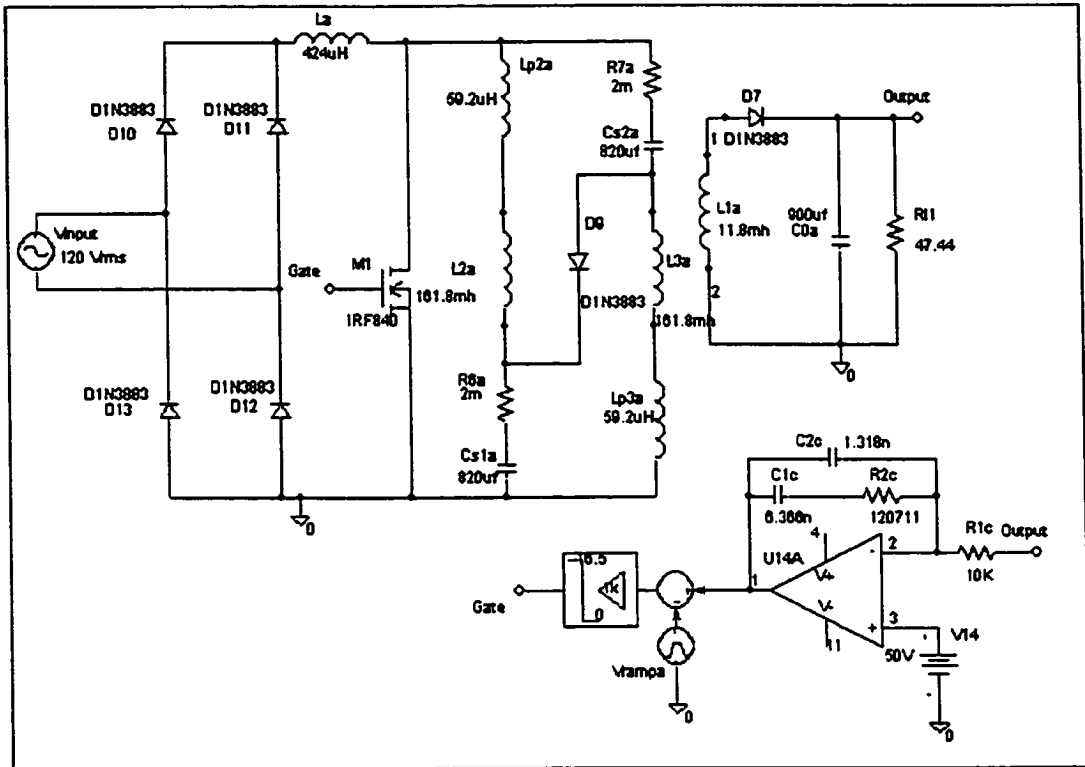 La
424uH
Lp2a
59.2uH
R7a
2m
D7
Output
D1N3883
D10
D1N3883
D11
Cs2a
820uf
1 D1N3883
L1a
11.8mh
900uf
C0a
Rl1
47.44
Vinput
120 Vrms
D9
L2a
161.8mh
Gate
M1
IRF840
D1N3883
L3a
161.8mh
2
0
D1N3883
D13
D1N3883
D12
R6a
2m
Lp3a
59.2uH
Cs1a
820uf
0
C2c
1.318n
C1c
6.366n
R2c
120711
R1c
10K
Output
4
U14A
V+
V-
1
2
-
3
+
11
6.5
1k
0
Gate
Vrampa
0
50V
V14
0